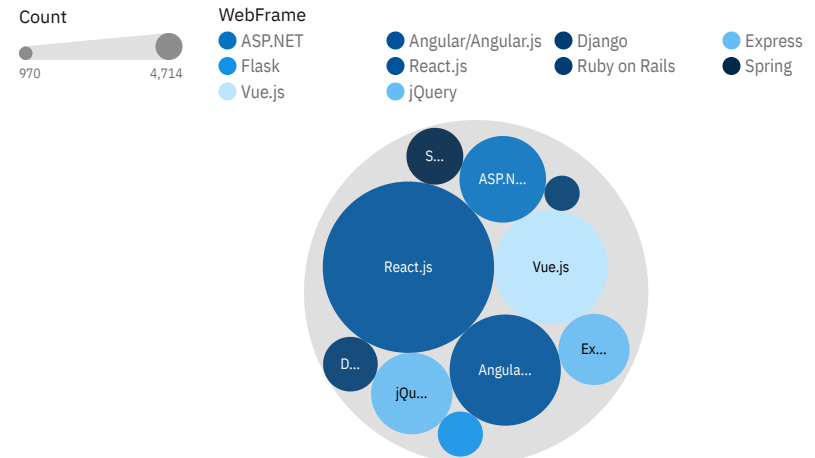 Count
970
4,714
WebFrame
ASP.NET
Angular/Angular.js
Django
Express
Flask
React.js
Ruby on Rails
Spring
Vue.js
jQuery
S...
ASP.N...
React.js
Vue.js
Ex...
D...
Angula...
jQu...